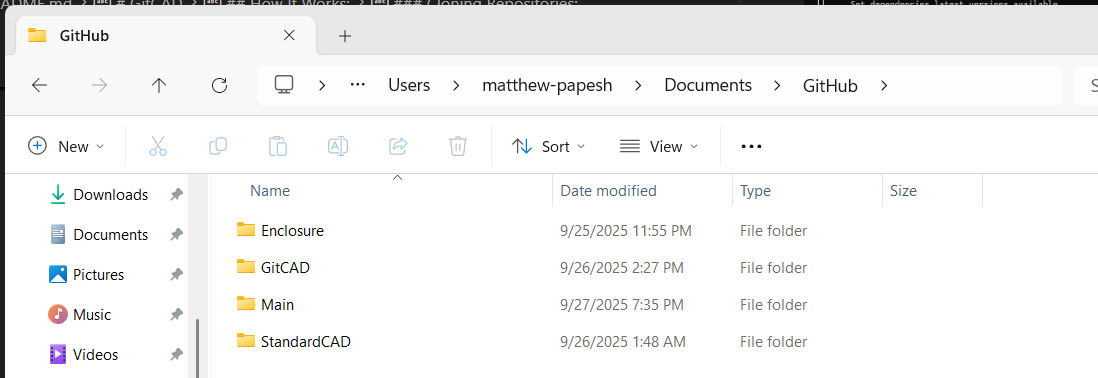 # GitCAD
## How It Works:
### Cloning Repositories:
Set dependencies latest versions available
GitHub
Users
matthew-papesh
Documents
GitHub
New
Sort
View
Downloads
Documents
Pictures
Music
Videos
Name Date modified Type Size
Enclosure 9/25/2025 11:55 PM File folder
GitCAD 9/26/2025 2:27 PM File folder
Main 9/27/2025 7:35 PM File folder
StandardCAD 9/26/2025 1:48 AM File folder